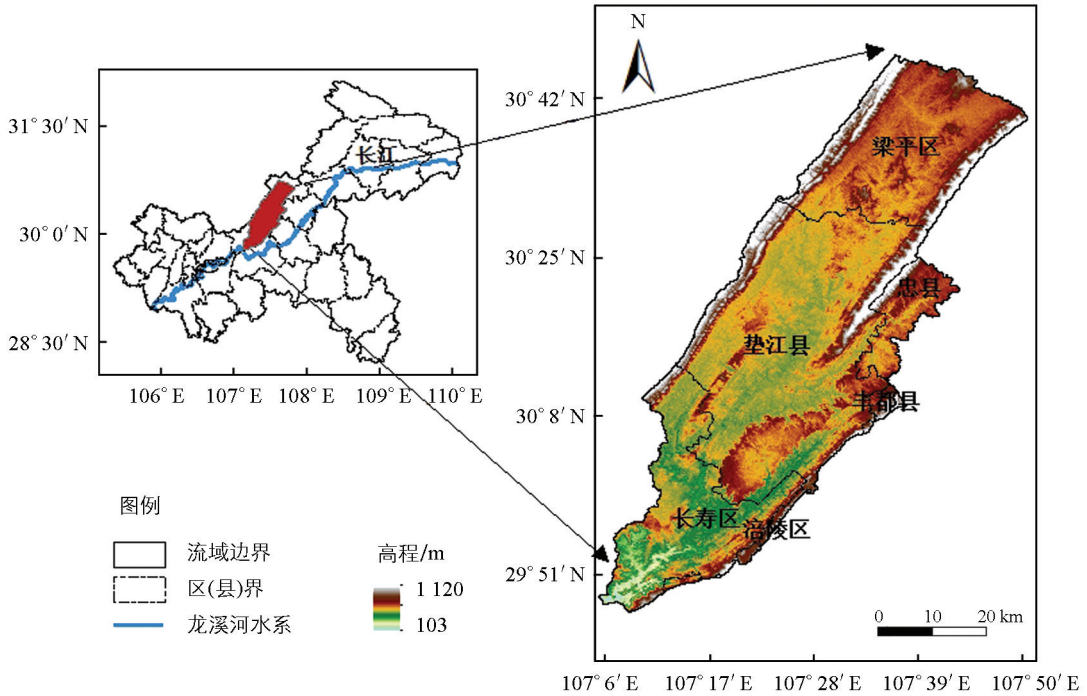 31° 30′ N
30° 0′ N
28° 30′ N
106° E
107° E
108° E
109° E
110° E
长江
图例
流域边界
区(县)界
龙溪河水系
高程/m
1 120
103
N
30° 42′ N
30° 25′ N
30° 8′ N
29° 51′ N
梁平区
忠县
垫江县
丰都县
长寿区
涪陵区
0 10 20 km
107° 6′ E
107° 17′ E
107° 28′ E
107° 39′ E
107° 50′ E